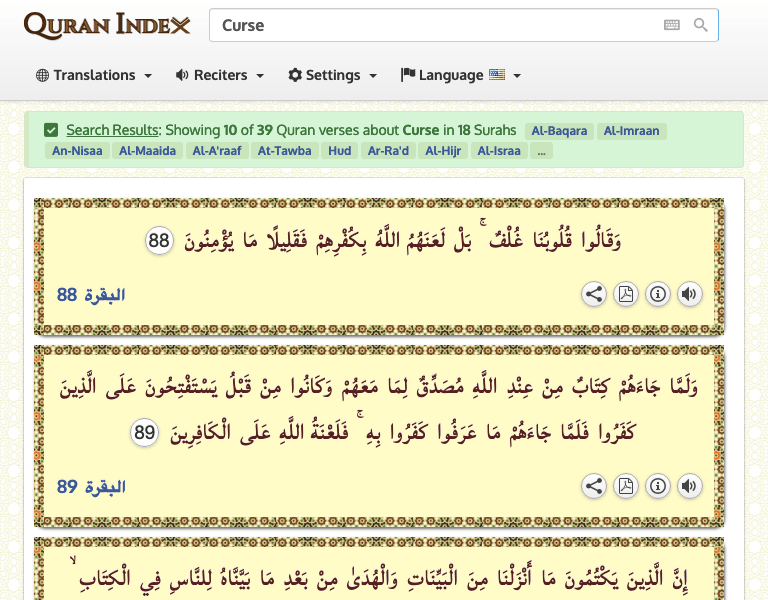 QURAN INDEX
Curse
Translations Reciters Settings Language
Search Results: Showing 10 of 39 Quran verses about Curse in 18 Surahs Al-Baqara Al-Imraan
An-Nisaa Al-Maaida Al-A'raaf At-Tawba Hud Ar-Ra'd Al-Hijr Al-Israa ...
وَقَالُوا قُلُوبُنَا غُلْفٌ ۚ بَلْ لَعَنَهُمُ اللَّهُ بِكُفْرِهِمْ فَقَلِيلًا مَا يُؤْمِنُونَ 88
البقرة 88
وَلَمَّا جَاءَهُمْ كِتَابٌ مِنْ عِنْدِ اللَّهِ مُصَدِّقٌ لِمَا مَعَهُمْ وَكَانُوا مِنْ قَبْلُ يَسْتَفْتِحُونَ عَلَى الَّذِينَ
كَفَرُوا فَلَمَّا جَاءَهُمْ مَا عَرَفُوا كَفَرُوا بِهِ ۚ فَلَعْنَةُ اللَّهِ عَلَى الْكَافِرِينَ 89
البقرة 89
إِنَّ الَّذِينَ يَكْتُمُونَ مَا أَنْزَلْنَا مِنَ الْبَيِّنَاتِ وَالْهُدَىٰ مِنْ بَعْدِ مَا بَيَّنَّاهُ لِلنَّاسِ فِي الْكِتَابِ ۙ